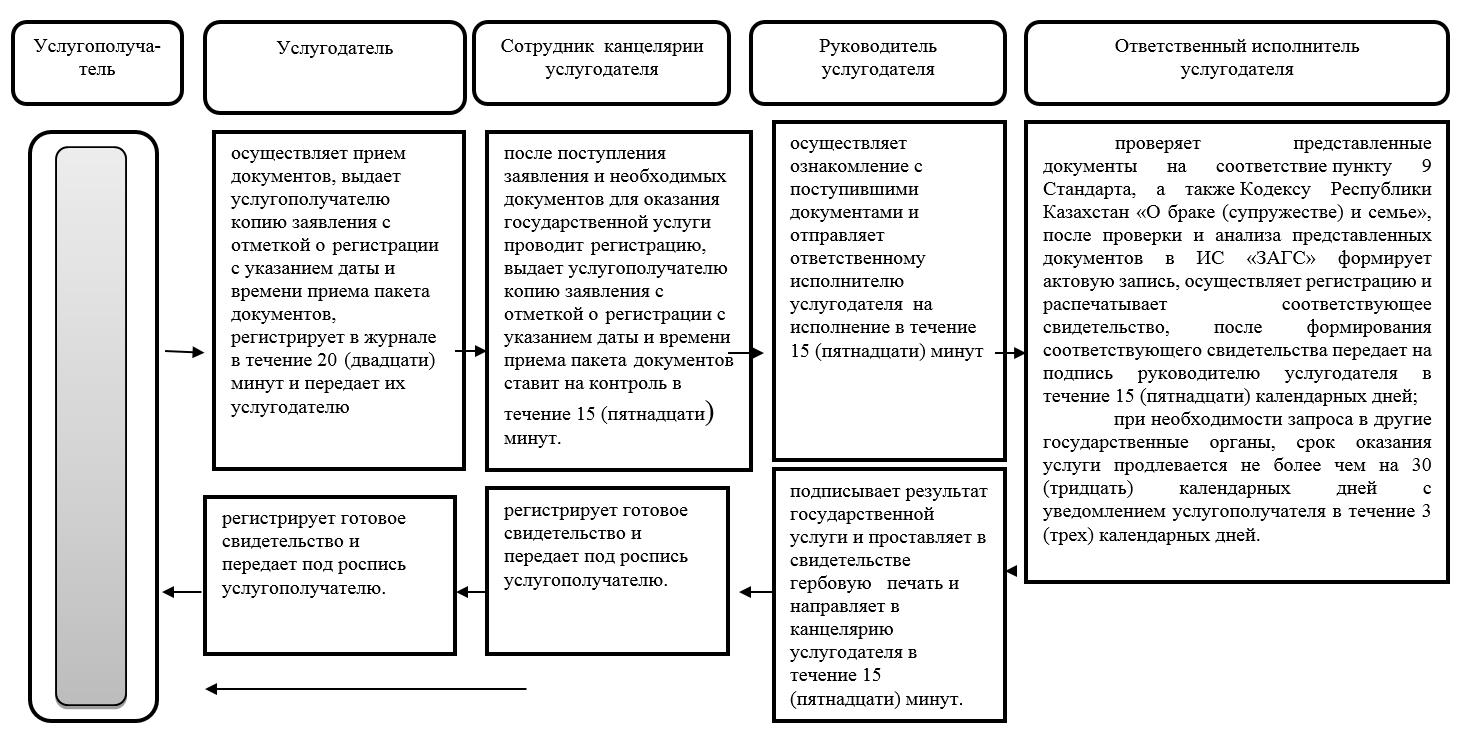 Услугополуча-
тель
Услугодатель
Сотрудник канцелярии
услугодателя
Руководитель
услугодателя
Ответственный исполнитель
услугодателя
осуществляет прием
документов, выдает
услугополучателю
копию заявления с
отметкой о регистрации
с указанием даты и
времени приема пакета
документов,
регистрирует в журнале
в течение 20 (двадцати)
минут и передает их
услугодателю
после поступления
заявления и необходимых
документов для оказания
государственной услуги
проводит регистрацию,
выдает услугополучателю
копию заявления с
отметкой о регистрации с
указанием даты и времени
приема пакета документов
ставит на контроль в
течение 15 (пятнадцати)
минут.
осуществляет
ознакомление с
поступившими
документами и
отправляет
ответственному
исполнителю
услугодателя на
исполнение в течение
15 (пятнадцати) минут
проверяет представленные
документы на соответствие пункту 9
Стандарта, а также Кодексу Республики
Казахстан «О браке (супружестве) и семье»,
после проверки и анализа представленных
документов в ИС «ЗАГС» формирует
актовую запись, осуществляет регистрацию и
распечатывает соответствующее
свидетельство, после формирования
соответствующего свидетельства передает на
подпись руководителю услугодателя в
течение 15 (пятнадцати) календарных дней;
при необходимости запроса в другие
государственные органы, срок оказания
услуги продлевается не более чем на 30
(тридцать) календарных дней с
уведомлением услугополучателя в течение 3
(трех) календарных дней.
регистрирует готовое
свидетельство и
передает под роспись
услугополучателю.
регистрирует готовое
свидетельство и
передает под роспись
услугополучателю.
подписывает результат
государственной
услуги и проставляет в
свидетельстве
гербовую печать и
направляет в
канцелярию
услугодателя в
течение 15
(пятнадцати) минут.